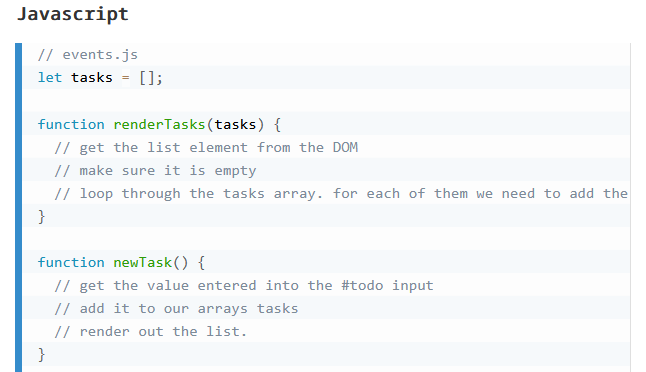 Javascript
// events.js
let tasks = [];
function renderTasks(tasks) {
// get the list element from the DOM
// make sure it is empty
// loop through the tasks array. for each of them we need to add the
}
function newTask() {
// get the value entered into the #todo input
// add it to our arrays tasks
// render out the list.
}